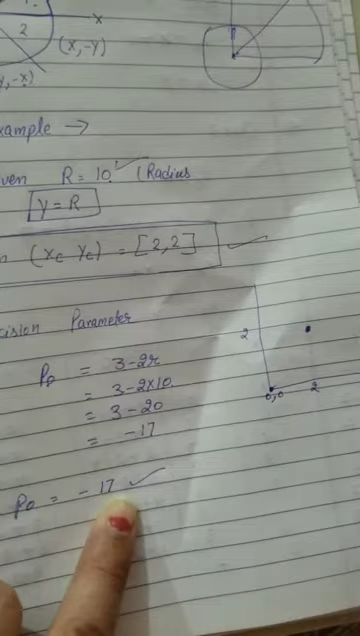 x
2
(x,-y)
y,-x)
xample →
ven R = 10 (Radius
y = R
n (xc yc) = [2,2]
cision Parameter
P0 = 3-2r
= 3-2×10
= 3-20
= -17
2
0,0
2
P0 = -17